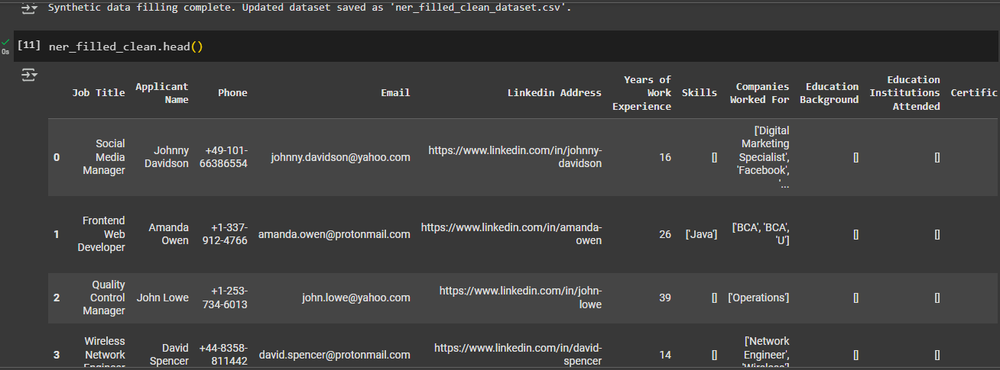 Synthetic data filling complete. Updated dataset saved as 'ner_filled_clean_dataset.csv'.
[11] ner_filled_clean.head()
0s
Job Title Applicant Name Phone Email Linkedin Address Years of Work Experience Skills Companies Worked For Education Background Education Institutions Attended Certific
0 Social Media Manager Johnny Davidson +49-101-66386554 johnny.davidson@yahoo.com https://www.linkedin.com/in/johnny-davidson 16 [] ['Digital Marketing Specialist', 'Facebook', '... [] []
1 Frontend Web Developer Amanda Owen +1-337-912-4766 amanda.owen@protonmail.com https://www.linkedin.com/in/amanda-owen 26 ['Java'] ['BCA', 'BCA', 'U'] [] []
2 Quality Control Manager John Lowe +1-253-734-6013 john.lowe@yahoo.com https://www.linkedin.com/in/john-lowe 39 [] ['Operations'] [] []
3 Wireless Network Engineer David Spencer +44-8358-811442 david.spencer@protonmail.com https://www.linkedin.com/in/david-spencer 14 [] ['Network Engineer', 'Wireless'] [] []